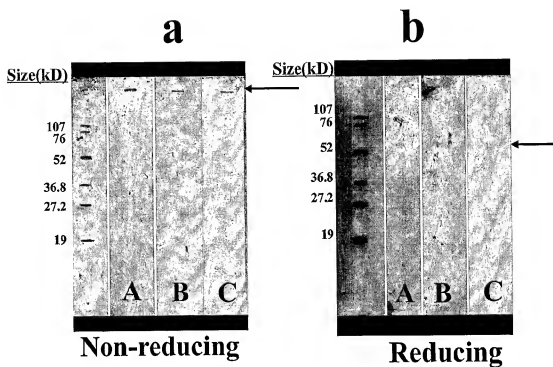 a
b
Size(kD)
107
76
52
36.8
27.2
19
A B C
Non-reducing
Size(kD)
107
76
52
36.8
27.2
19
A B C
Reducing